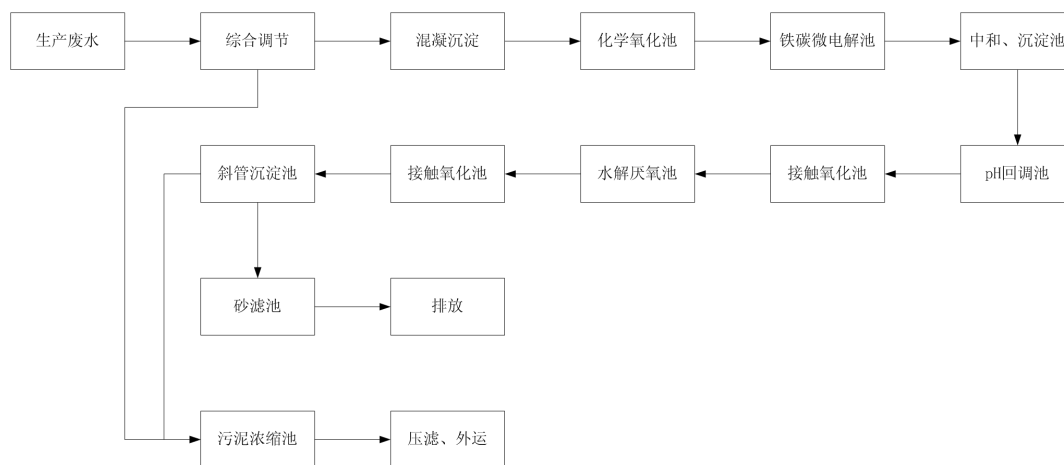 生产废水
综合调节
混凝沉淀
化学氧化池
铁碳微电解池
中和、沉淀池
斜管沉淀池
接触氧化池
水解厌氧池
接触氧化池
pH回调池
砂滤池
排放
污泥浓缩池
压滤、外运